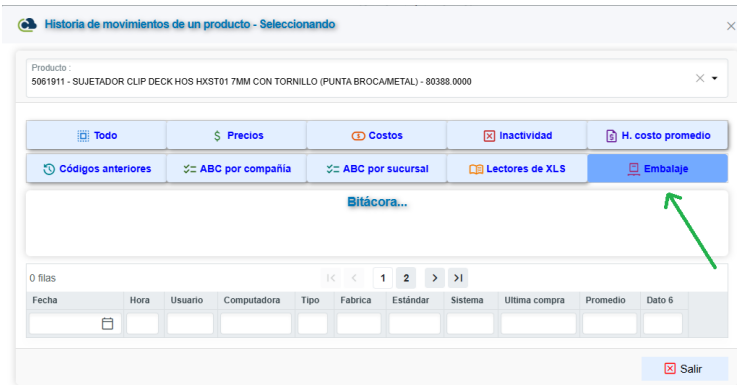 Historia de movimientos de un producto - Seleccionando
Producto :
5061911 - SUJETADOR CLIP DECK HOS HXST01 7MM CON TORNILLO (PUNTA BROCA/METAL) - 80388.0000
Todo
Precios
Costos
Inactividad
H. costo promedio
Códigos anteriores
ABC por compañía
ABC por sucursal
Lectores de XLS
Embalaje
Bitácora...
0 filas
1 2
Fecha Hora Usuario Computadora Tipo Fabrica Estándar Sistema Ultima compra Promedio Dato 6
Salir